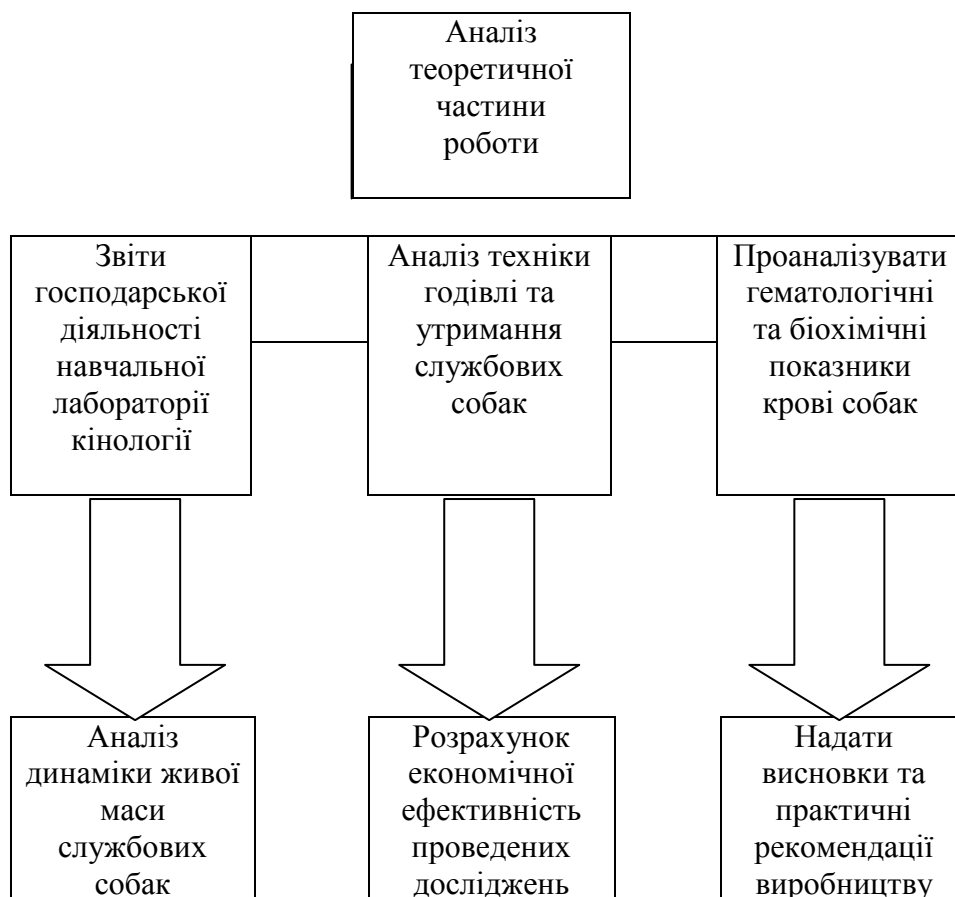 Аналіз
теоретичної
частини
роботи
Звіти
господарської
діяльності
навчальної
лабораторії
кінології
Аналіз техніки
годівлі та
утримання
службових
собак
Проаналізувати
гематологічні
та біохімічні
показники
крові собак
Аналіз
динаміки живої
маси
службових
собак
Розрахунок
економічної
ефективність
проведених
досліджень
Надати
висновки та
практичні
рекомендації
виробництву